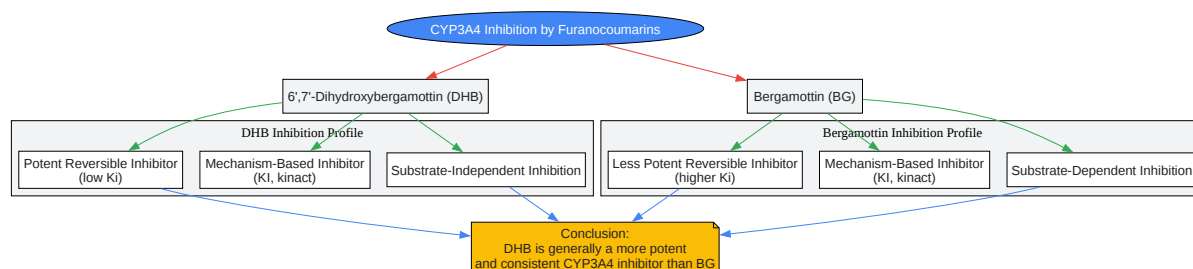 CYP3A4 Inhibition by Furanocoumarins
6',7'-Dihydroxybergamottin (DHB)
Bergamottin (BG)
DHB Inhibition Profile
Bergamottin Inhibition Profile
Potent Reversible Inhibitor
(low Ki)
Mechanism-Based Inhibitor
(KI, kinact)
Substrate-Independent Inhibition
Less Potent Reversible Inhibitor
(higher Ki)
Mechanism-Based Inhibitor
(KI, kinact)
Substrate-Dependent Inhibition
Conclusion:
DHB is generally a more potent
and consistent CYP3A4 inhibitor than BG